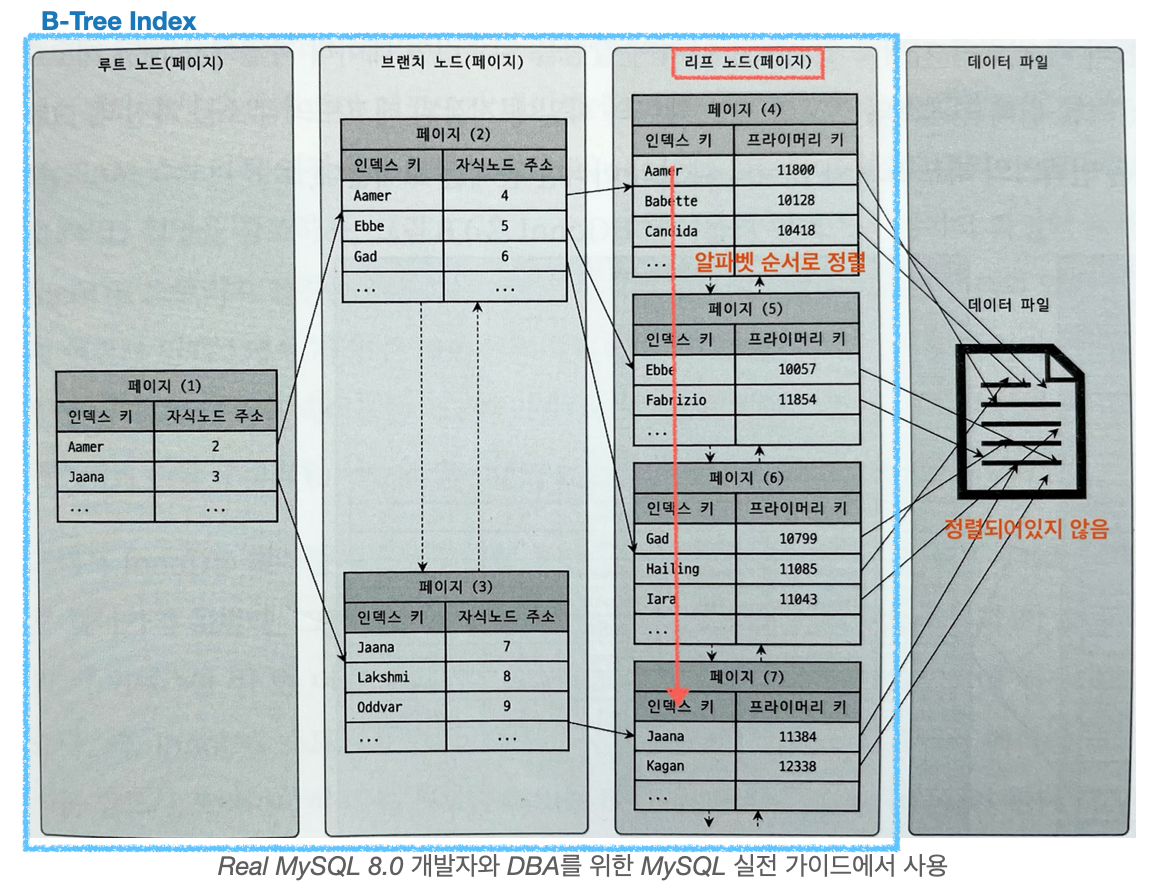 B-Tree Index
루트 노드(페이지)
페이지 (1)
인덱스 키 자식노드 주소
Aamer 2
Jaana 3
... ...
브랜치 노드(페이지)
페이지 (2)
인덱스 키 자식노드 주소
Aamer 4
Ebbe 5
Gad 6
... ...
페이지 (3)
인덱스 키 자식노드 주소
Jaana 7
Lakshmi 8
Oddvar 9
... ...
리프 노드(페이지)
페이지 (4)
인덱스 키 프라이머리 키
Aamer 11800
Babette 10128
Candida 10418
...
알파벳 순서로 정렬
페이지 (5)
인덱스 키 프라이머리 키
Ebbe 10057
Fabrizio 11854
...
페이지 (6)
인덱스 키 프라이머리 키
Gad 10799
Hailing 11085
Iara 11043
...
페이지 (7)
인덱스 키 프라이머리 키
Jaana 11384
Kagan 12338
...
데이터 파일
데이터 파일
정렬되어있지 않음
Real MySQL 8.0 개발자와 DBA를 위한 MySQL 실전 가이드에서 사용